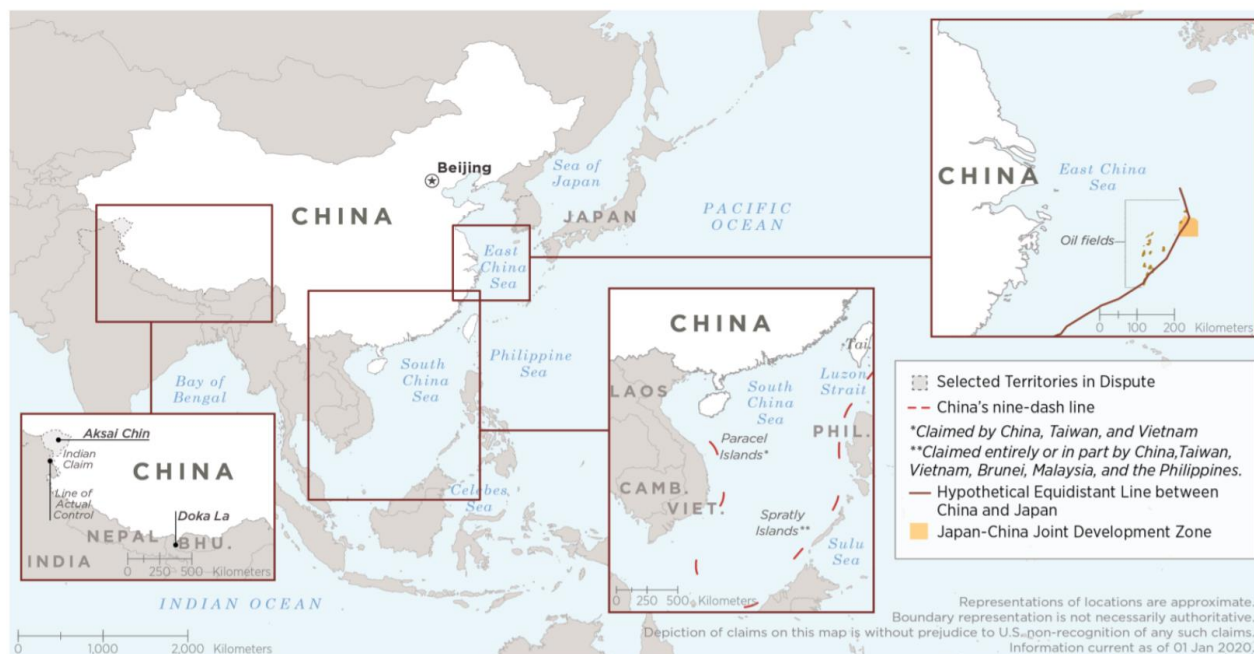 Beijing
CHINA
Sea of
Japan
JAPAN
PACIFIC
OCEAN
East
China
Sea
Philippine
Sea
South
China
Sea
Bay of
Bengal
Celebes
Sea
INDIAN OCEAN
0 1,000 2,000 Kilometers
CHINA
East China
Sea
Oil fields
0 100 200 Kilometers
Aksai Chin
Indian
Claim
CHINA
Line of
Actual
Control
Doka La
NEPAL
BHU.
INDIA
0 250 500 Kilometers
CHINA
Tai.
LAOS
South
China
Sea
Luzon
Strait
PHIL.
Paracel
Islands*
CAMB.
VIET.
Spratly
Islands**
Sulu
Sea
0 250 500 Kilometers
Selected Territories in Dispute
China's nine-dash line
*Claimed by China, Taiwan, and Vietnam
**Claimed entirely or in part by China,Taiwan,
Vietnam, Brunei, Malaysia, and the Philippines.
Hypothetical Equidistant Line between
China and Japan
Japan-China Joint Development Zone
Representations of locations are approximate.
Boundary representation is not necessarily authoritative.
Depiction of claims on this map is without prejudice to U.S. non-recognition of any such claims.
Information current as of 01 Jan 2020.